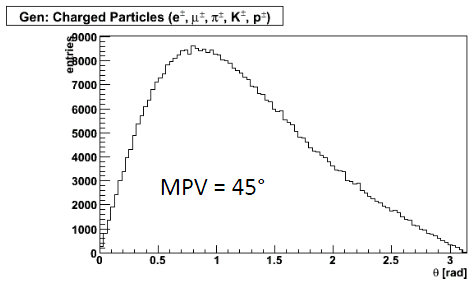 Gen: Charged Particles (e±, μ±, π±, K±, p±)
entries
9000
8000
7000
6000
5000
4000
3000
2000
1000
0
MPV = 45°
0 0.5 1 1.5 2 2.5 3
θ [rad]